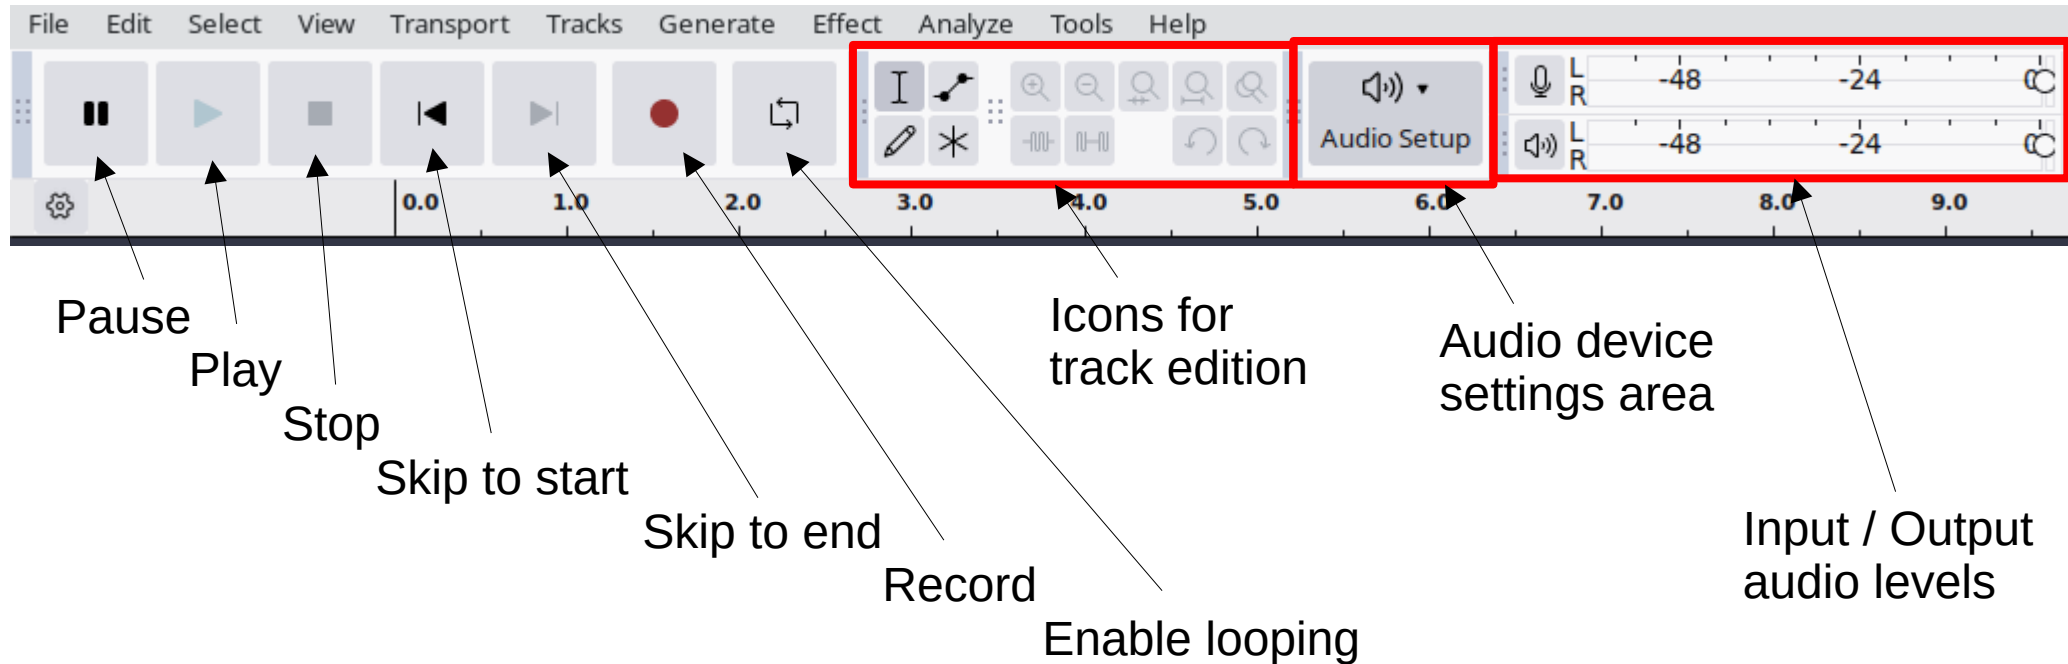 File Edit Select View Transport Tracks Generate Effect Analyze Tools Help
L
R
-48 -24 0
Audio Setup
L
R
-48 -24 0
0.0 1.0 2.0 3.0 4.0 5.0 6.0 7.0 8.0 9.0
Pause
Play
Stop
Skip to start
Skip to end
Record
Enable looping
Icons for
track edition
Audio device
settings area
Input / Output
audio levels